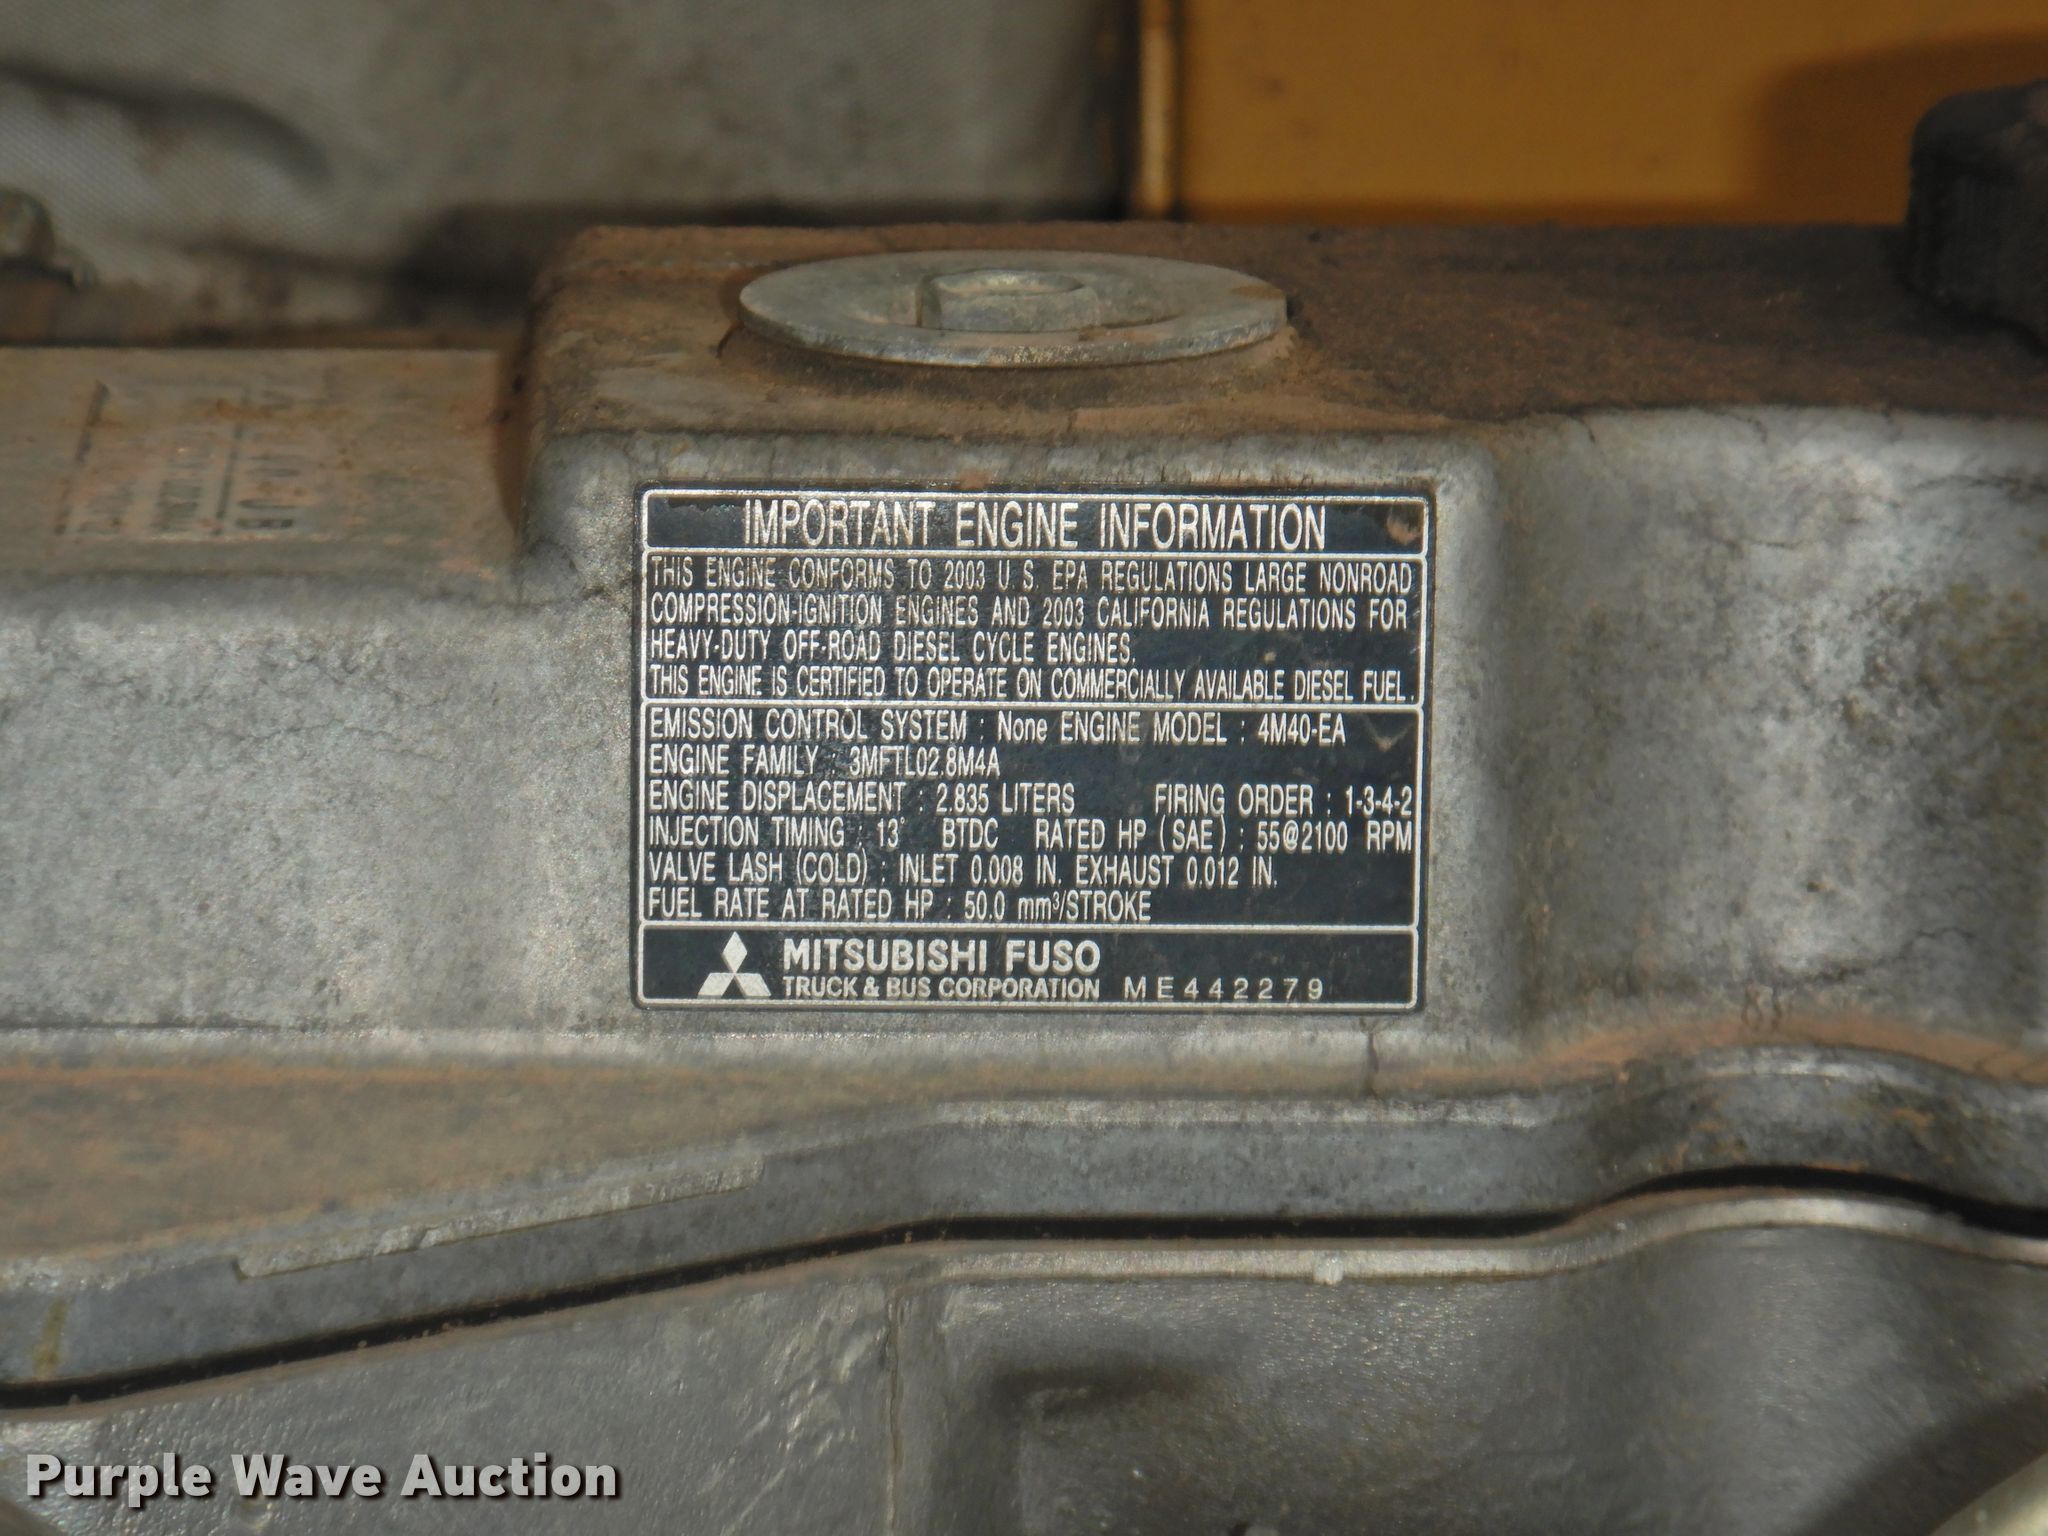 IMPORTANT ENGINE INFORMATION
THIS ENGINE CONFORMS TO 2003 U.S. EPA REGULATIONS LARGE NONROAD
COMPRESSION-IGNITION ENGINES AND 2003 CALIFORNIA REGULATIONS FOR
HEAVY-DUTY OFF-ROAD DIESEL CYCLE ENGINES.
THIS ENGINE IS CERTIFIED TO OPERATE ON COMMERCIALLY AVAILABLE DIESEL FUEL.
EMISSION CONTROL SYSTEM : None ENGINE MODEL : 4M40-EA
ENGINE FAMILY : 3MFTL02.8M4A
ENGINE DISPLACEMENT : 2.835 LITERS FIRING ORDER : 1-3-4-2
INJECTION TIMING : 13° BTDC RATED HP (SAE) : 55@2100 RPM
VALVE LASH (COLD) : INLET 0.008 IN. EXHAUST 0.012 IN.
FUEL RATE AT RATED HP : 50.0 mm³/STROKE
MITSUBISHI FUSO
TRUCK & BUS CORPORATION ME442279
Purple Wave Auction